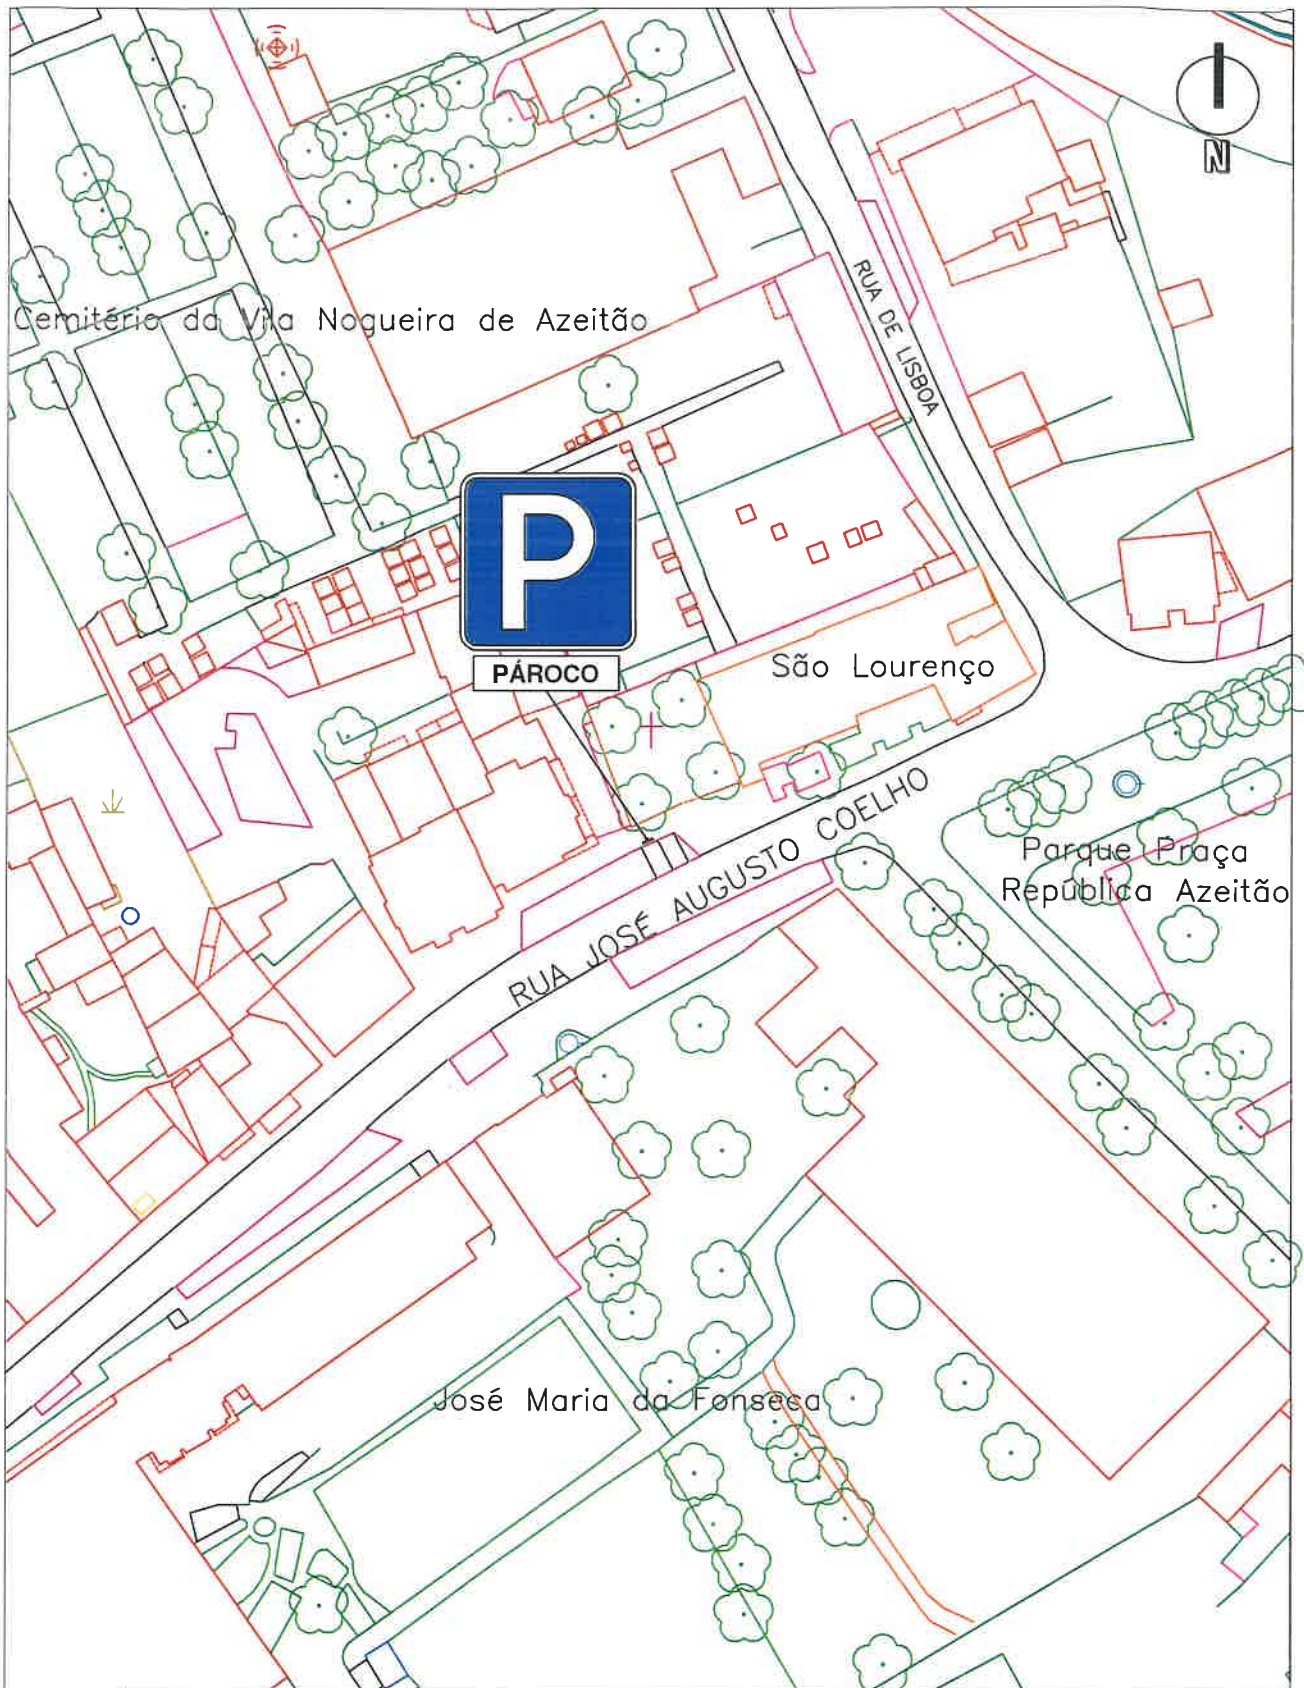 N
Cemitério da Vila Nogueira de Azeitão
RUA DE LISBOA
P
PÁROCO
São Lourenço
RUA JOSÉ AUGUSTO COELHO
Parque Praça
República Azeitão
José Maria da Fonseca